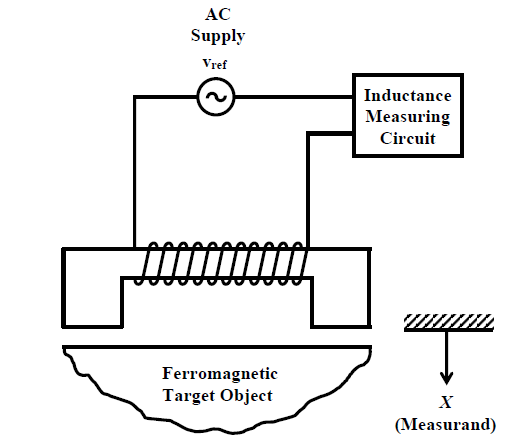 AC
Supply
vref
Inductance
Measuring
Circuit
Ferromagnetic
Target Object
X
(Measurand)